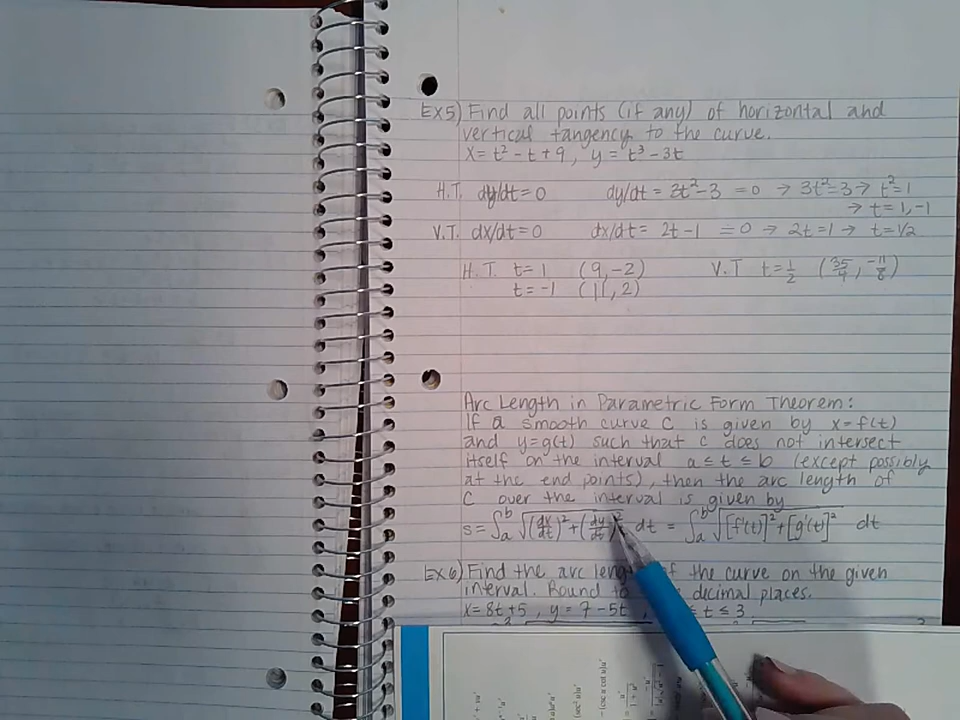 Ex5) Find all points (if any) of horizontal and
vertical tangency to the curve.
x = t² - t + 9, y = t³ - 3t
H.T. dy/dt = 0 dy/dt = 3t² - 3 = 0 → 3t² = 3 → t² = 1
→ t = 1, -1
V.T. dx/dt = 0 dx/dt = 2t - 1 = 0 → 2t = 1 → t = 1/2
H.T. t = 1 (9, -2) V.T t = 1/2 (35/4, -11/8)
t = -1 (11, 2)
Arc Length in Parametric Form Theorem:
If a smooth curve C is given by x = f(t)
and y = g(t) such that C does not intersect
itself on the interval a ≤ t ≤ b (except possibly
at the end points), then the arc length of
C over the interval is given by
s = ∫ₐᵇ √((dx/dt)² + (dy/dt)²) dt = ∫ₐᵇ √([f'(t)]² + [g'(t)]²) dt
Ex6) Find the arc length of the curve on the given
interval. Round to decimal places.
x = 8t + 5, y = 7 - 5t, ≤ t ≤ 3